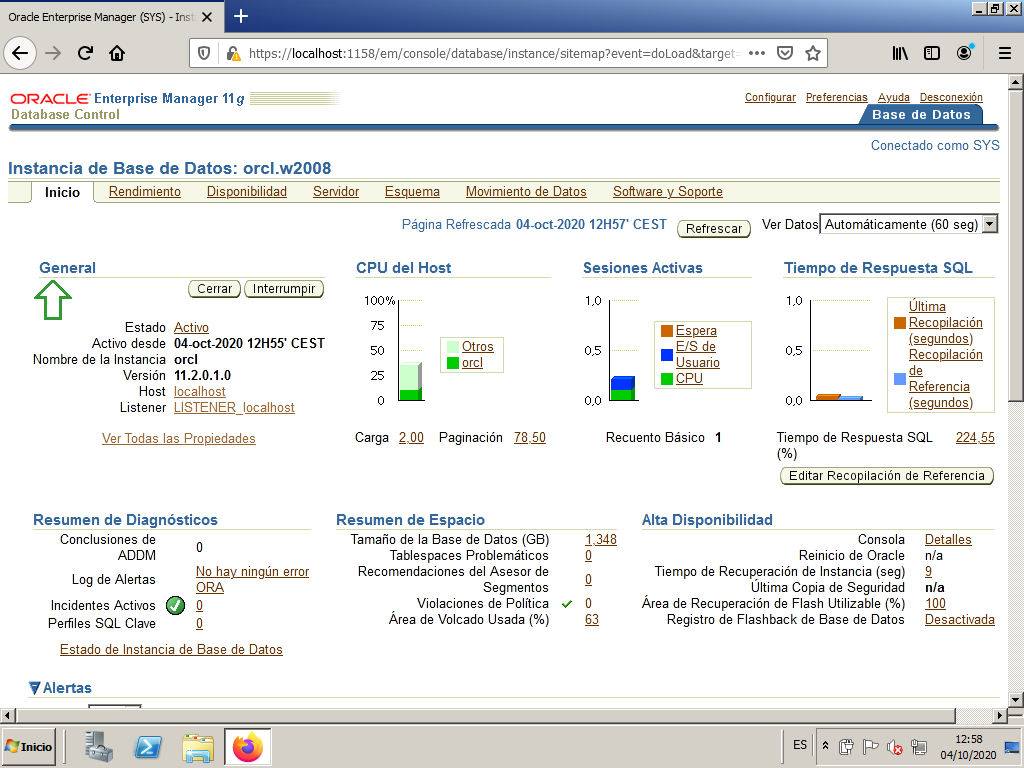 Oracle Enterprise Manager (SYS) - Inst
https://localhost:1158/em/console/database/instance/sitemap?event=doLoad&target=
ORACLE Enterprise Manager 11g
Database Control
Configurar Preferencias Ayuda Desconexión
Base de Datos
Conectado como SYS
Instancia de Base de Datos: orcl.w2008
Inicio Rendimiento Disponibilidad Servidor Esquema Movimiento de Datos Software y Soporte
Página Refrescada 04-oct-2020 12H57' CEST Refrescar Ver Datos Automáticamente (60 seg)
General
Cerrar Interrumpir
Estado Activo
Activo desde 04-oct-2020 12H55' CEST
Nombre de la Instancia orcl
Versión 11.2.0.1.0
Host localhost
Listener LISTENER_localhost
Ver Todas las Propiedades
CPU del Host
100%
75
50
25
0
Otros
orcl
Carga 2,00 Paginación 78,50
Sesiones Activas
1,0
0,5
0,0
Espera
E/S de
Usuario
CPU
Recuento Básico 1
Tiempo de Respuesta SQL
1,0
0,5
0,0
Última
Recopilación
(segundos)
Recopilación
de
Referencia
(segundos)
Tiempo de Respuesta SQL 224,55
(%)
Editar Recopilación de Referencia
Resumen de Diagnósticos
Conclusiones de
ADDM 0
Log de Alertas No hay ningún error
ORA
Incidentes Activos 0
Perfiles SQL Clave 0
Estado de Instancia de Base de Datos
Resumen de Espacio
Tamaño de la Base de Datos (GB) 1,348
Tablespaces Problemáticos 0
Recomendaciones del Asesor de
Segmentos 0
Violaciones de Política 0
Área de Volcado Usada (%) 63
Alta Disponibilidad
Consola Detalles
Reinicio de Oracle n/a
Tiempo de Recuperación de Instancia (seg) 9
Última Copia de Seguridad n/a
Área de Recuperación de Flash Utilizable (%) 100
Registro de Flashback de Base de Datos Desactivada
Alertas
Inicio
ES
12:58
04/10/2020